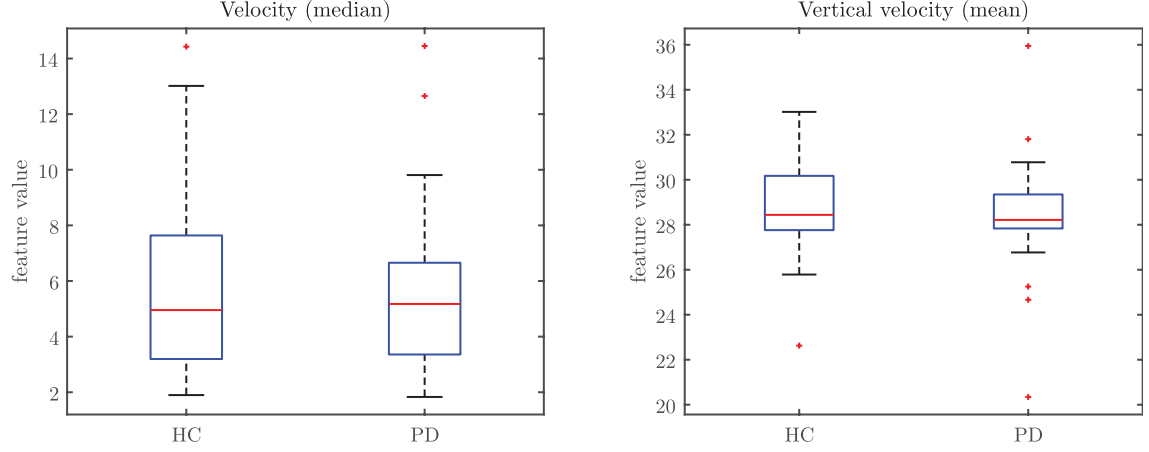 Velocity (median)
feature value
14
12
10
8
6
4
2
HC PD
Vertical velocity (mean)
feature value
36
34
32
30
28
26
24
22
20
HC PD